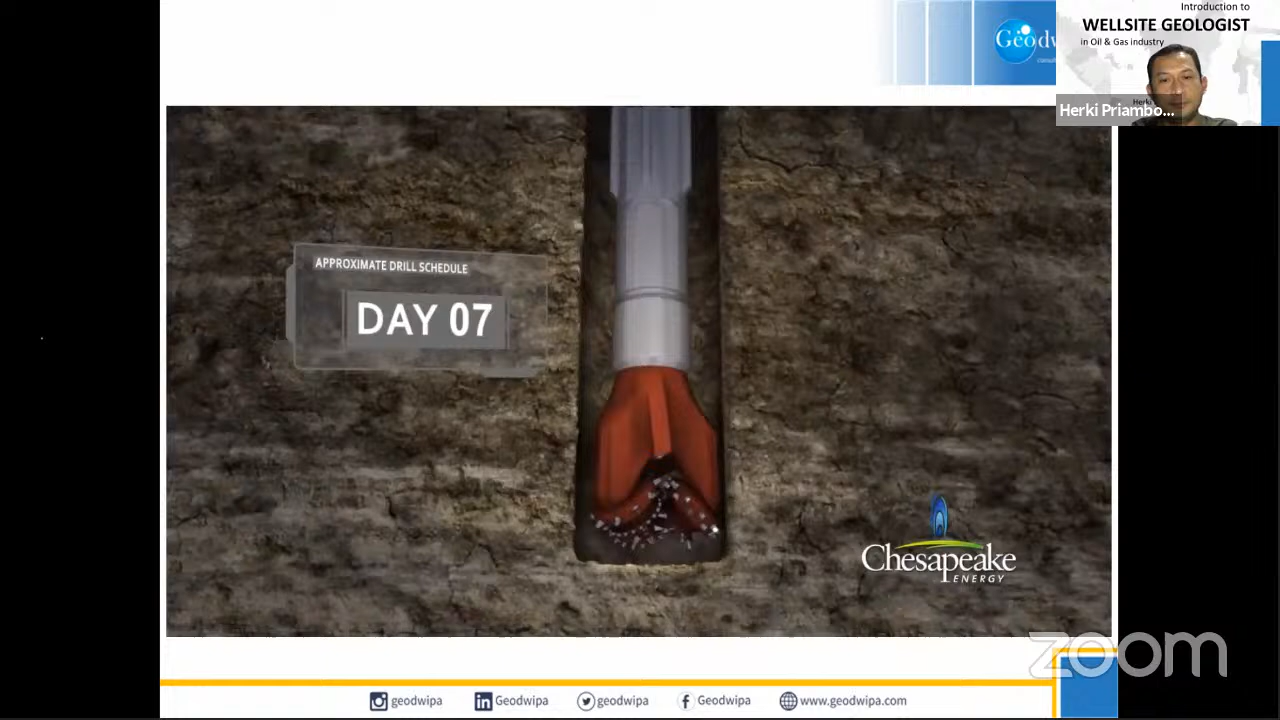 Introduction to
WELLSITE GEOLOGIST
in Oil & Gas industry
Herki Priambo...
APPROXIMATE DRILL SCHEDULE
DAY 07
Chesapeake
ENERGY
zoom
geodwipa
Geodwipa
geodwipa
Geodwipa
www.geodwipa.com